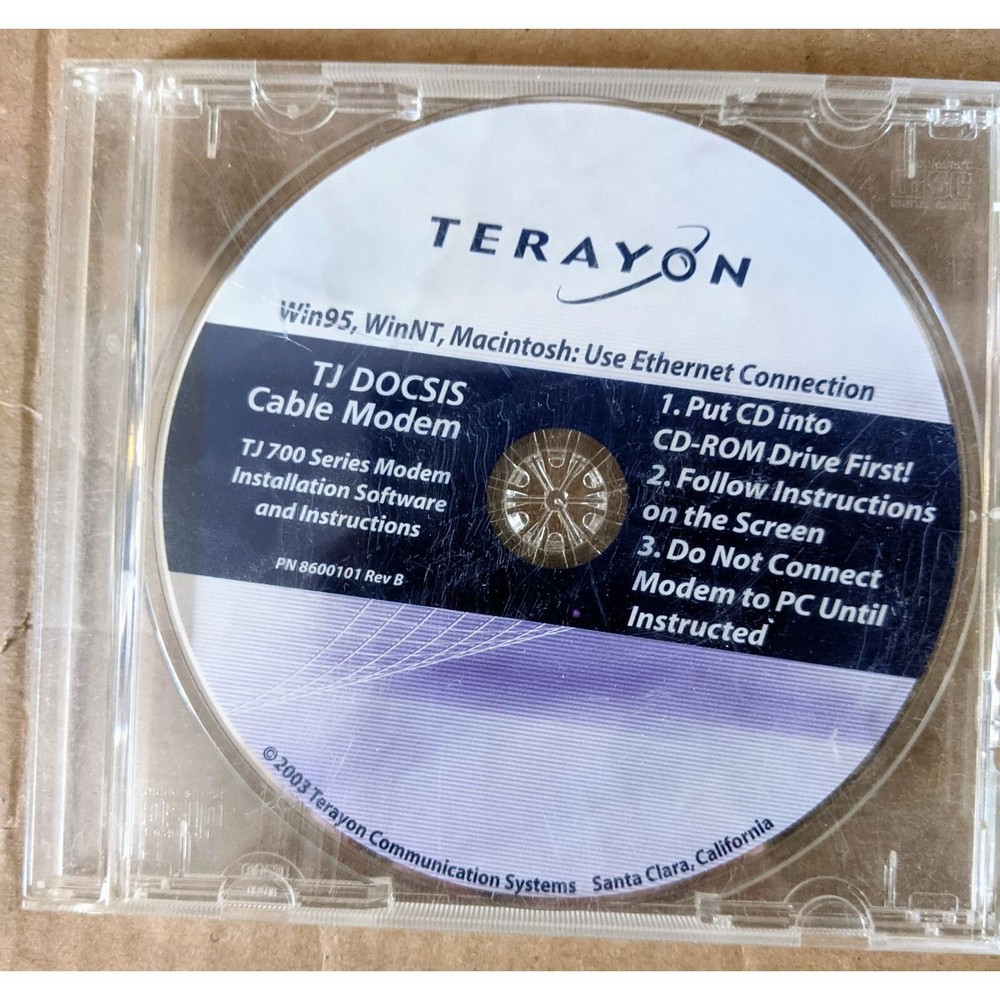 TERAYON
Win95, WinNT, Macintosh: Use Ethernet Connection
TJ DOCSIS
Cable Modem
TJ 700 Series Modem
Installation Software
and Instructions
PN 8600101 Rev B
1. Put CD into
CD-ROM Drive First!
2. Follow Instructions
on the Screen
3. Do Not Connect
Modem to PC Until
Instructed
© 2003 Terayon Communication Systems Santa Clara, California